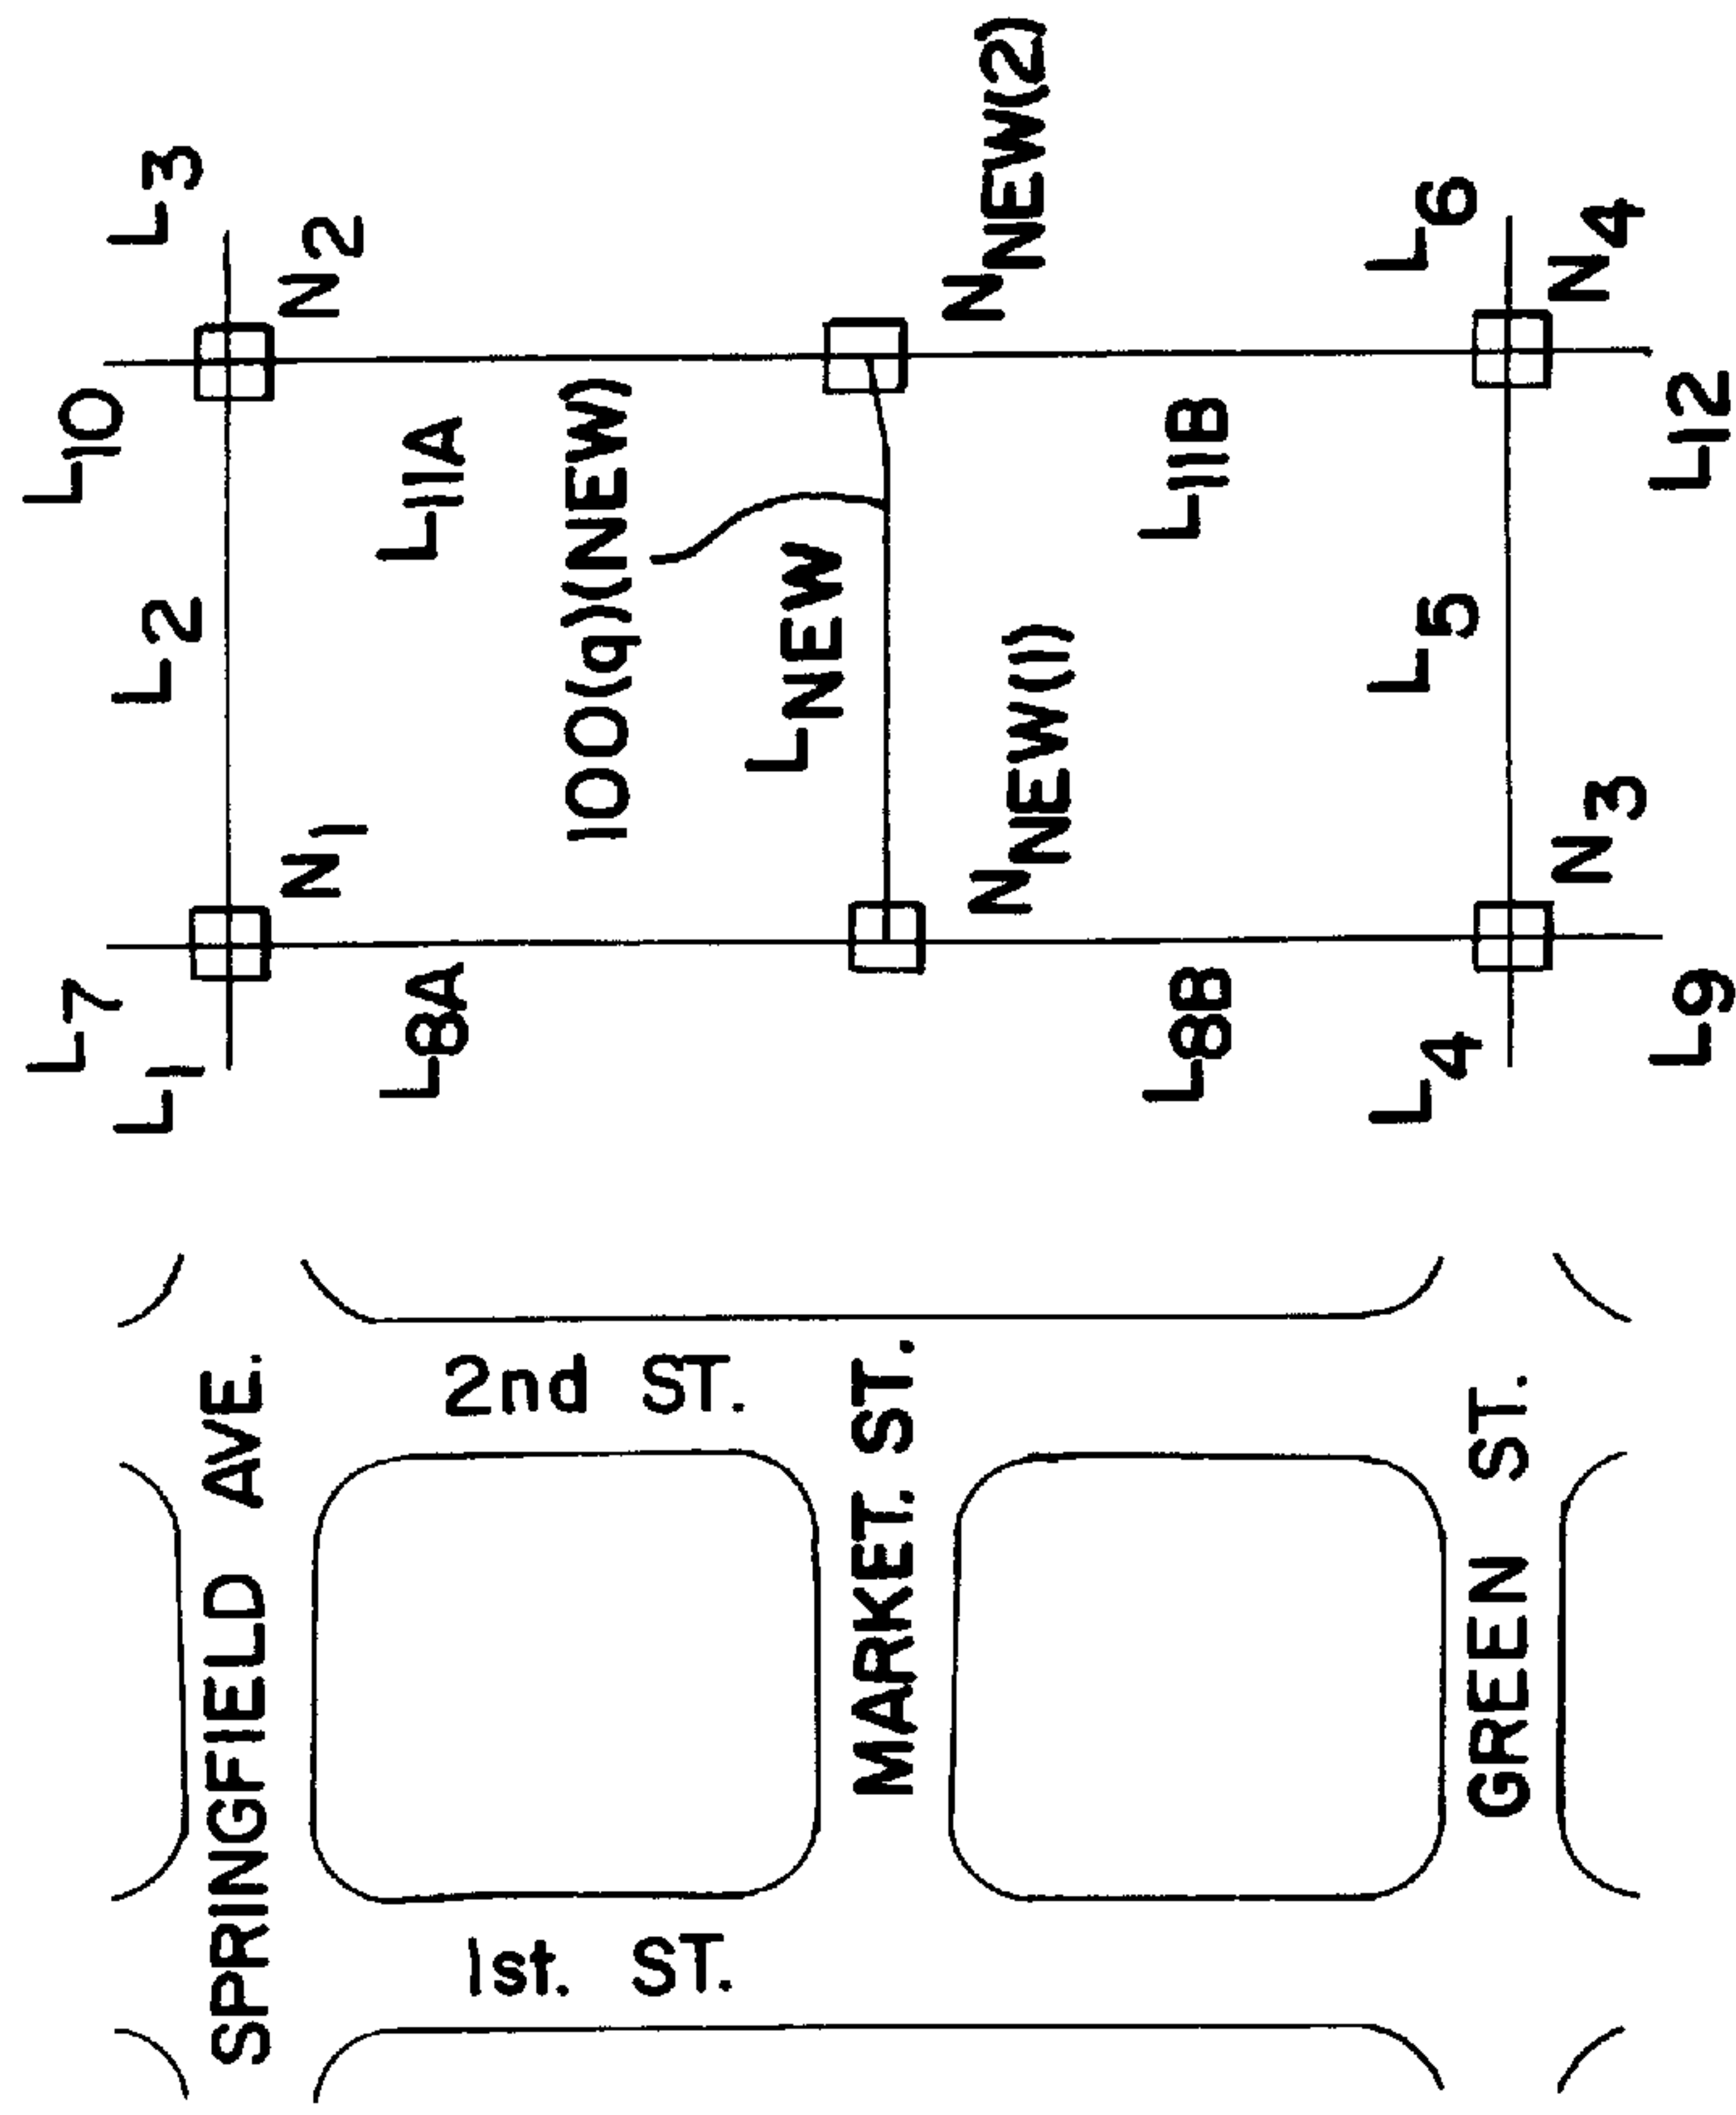 L10
L3
L7
L1
L2
N2
N1
L11A
L8A
100(q)(NEW)
LNEW
NNEW(2)
NNEW(1)
L11B
L8B
L6
L5
L4
N4
N3
L12
L9
SPRINGFIELD AVE.
2nd ST.
1st. ST.
MARKET. ST.
GREEN ST.